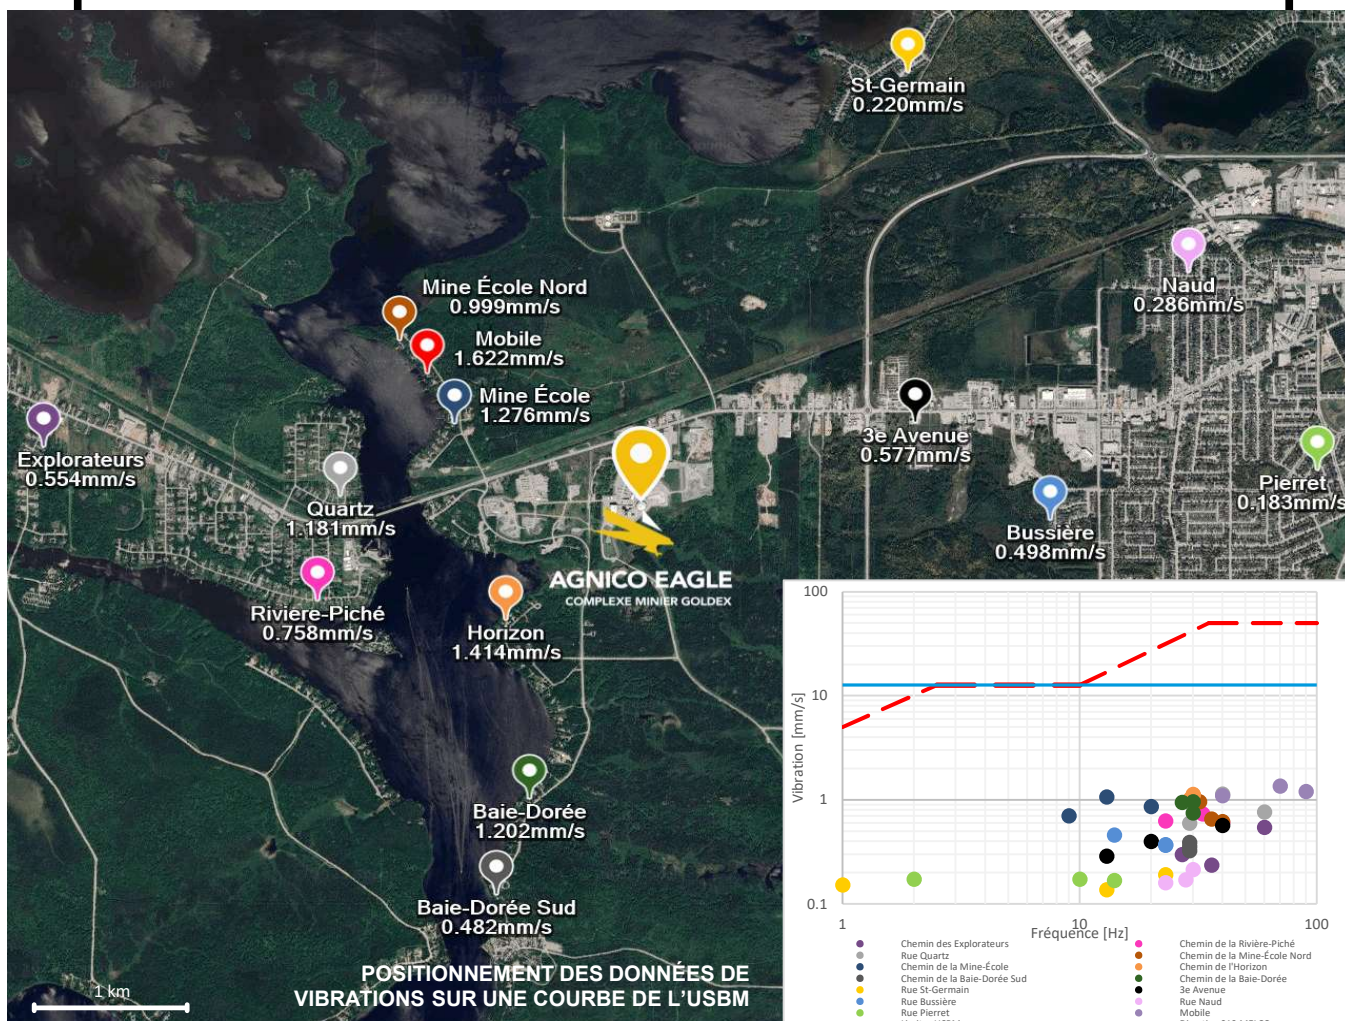 St-Germain
0.220mm/s
Naud
0.286mm/s
Mine École Nord
0.999mm/s
Mobile
1.622mm/s
Mine École
1.276mm/s
3e Avenue
0.577mm/s
Explorateurs
0.554mm/s
Pierret
0.183mm/s
Quartz
1.181mm/s
Bussière
0.498mm/s
AGNICO EAGLE
COMPLEXE MINIER GOLDEX
Riviere-Piché
0.758mm/s
Horizon
1.414mm/s
Baie-Dorée
1.202mm/s
Baie-Dorée Sud
0.482mm/s
POSITIONNEMENT DES DONNÉES DE
VIBRATIONS SUR UNE COURBE DE L'USBM
1 km
100
10
1
0.1
Vibration [mm/s]
1
10
100
Fréquence [Hz]
Chemin des Explorateurs
Chemin de la Rivière-Piché
Rue Quartz
Chemin de la Mine-École Nord
Chemin de la Mine-École
Chemin de l'Horizon
Chemin de la Baie-Dorée Sud
Chemin de la Baie-Dorée
Rue St-Germain
3e Avenue
Rue Bussière
Rue Naud
Rue Pierret
Mobile